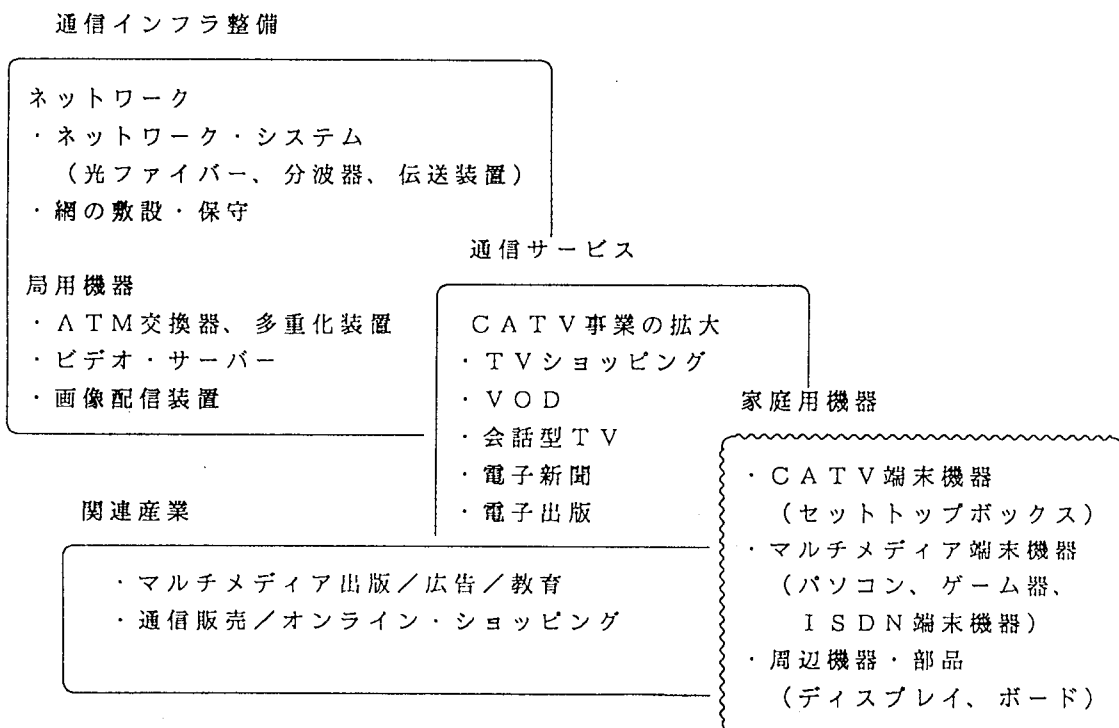 通信インフラ整備
ネットワーク
・ネットワーク・システム
（光ファイバー、分波器、伝送装置）
・網の敷設・保守
局用機器
・ATM交換器、多重化装置
・ビデオ・サーバー
・画像配信装置
通信サービス
CATV事業の拡大
・TVショッピング
・VOD
・会話型TV
・電子新聞
・電子出版
家庭用機器
・CATV端末機器
（セットトップボックス）
・マルチメディア端末機器
（パソコン、ゲーム器、
ISDN端末機器）
・周辺機器・部品
（ディスプレイ、ボード）
関連産業
・マルチメディア出版／広告／教育
・通信販売／オンライン・ショッピング